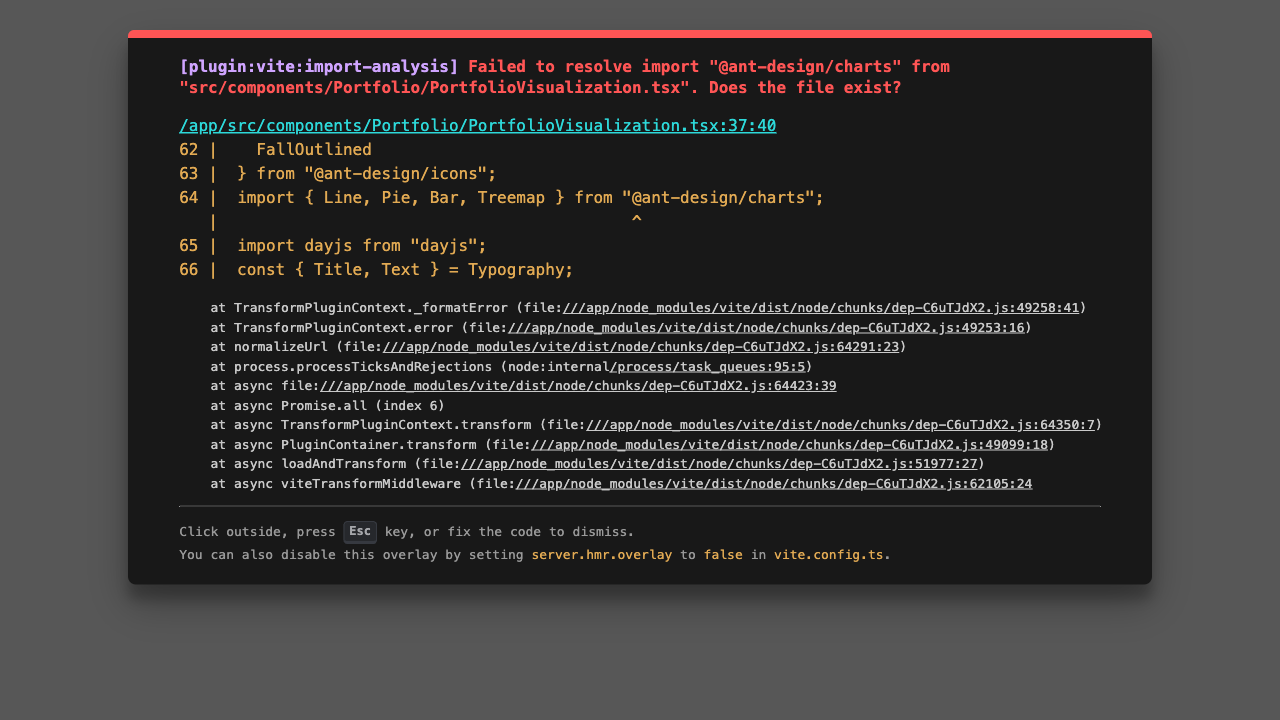 [plugin:vite:import-analysis] Failed to resolve import "@ant-design/charts" from
"src/components/Portfolio/PortfolioVisualization.tsx". Does the file exist?
/app/src/components/Portfolio/PortfolioVisualization.tsx:37:40
62 |    FallOutlined
63 |  } from "@ant-design/icons";
64 |  import { Line, Pie, Bar, Treemap } from "@ant-design/charts";
   |                                           ^
65 |  import dayjs from "dayjs";
66 |  const { Title, Text } = Typography;
at TransformPluginContext._formatError (file:///app/node_modules/vite/dist/node/chunks/dep-C6uTJdX2.js:49258:41)
at TransformPluginContext.error (file:///app/node_modules/vite/dist/node/chunks/dep-C6uTJdX2.js:49253:16)
at normalizeUrl (file:///app/node_modules/vite/dist/node/chunks/dep-C6uTJdX2.js:64291:23)
at process.processTicksAndRejections (node:internal/process/task_queues:95:5)
at async file:///app/node_modules/vite/dist/node/chunks/dep-C6uTJdX2.js:64423:39
at async Promise.all (index 6)
at async TransformPluginContext.transform (file:///app/node_modules/vite/dist/node/chunks/dep-C6uTJdX2.js:64350:7)
at async PluginContainer.transform (file:///app/node_modules/vite/dist/node/chunks/dep-C6uTJdX2.js:49099:18)
at async loadAndTransform (file:///app/node_modules/vite/dist/node/chunks/dep-C6uTJdX2.js:51977:27)
at async viteTransformMiddleware (file:///app/node_modules/vite/dist/node/chunks/dep-C6uTJdX2.js:62105:24
Click outside, press Esc key, or fix the code to dismiss.
You can also disable this overlay by setting server.hmr.overlay to false in vite.config.ts.